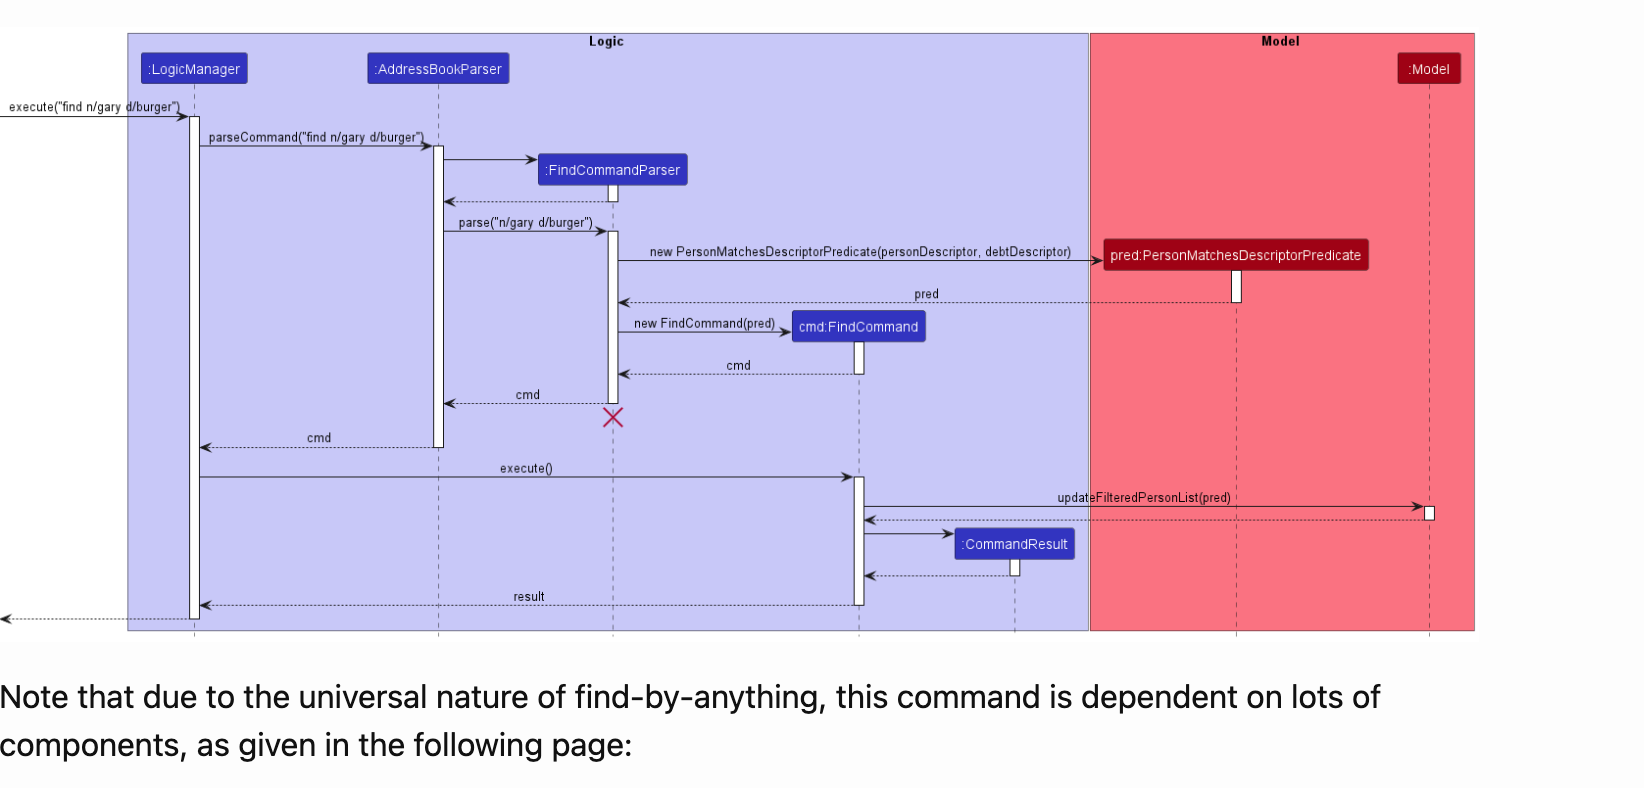 Logic
Model
:LogicManager
:AddressBookParser
:Model
execute("find n/gary d/burger")
parseCommand("find n/gary d/burger")
:FindCommandParser
parse("n/gary d/burger")
new PersonMatchesDescriptorPredicate(personDescriptor, debtDescriptor)
pred:PersonMatchesDescriptorPredicate
pred
new FindCommand(pred)
cmd:FindCommand
cmd
cmd
cmd
execute()
updateFilteredPersonList(pred)
:CommandResult
result
Note that due to the universal nature of find-by-anything, this command is dependent on lots of
components, as given in the following page: